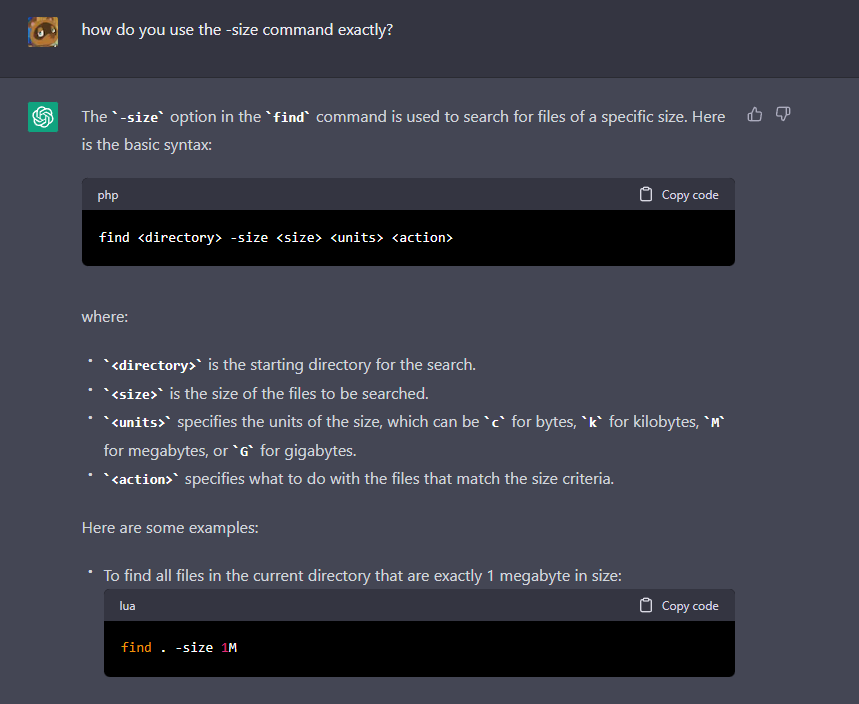 how do you use the -size command exactly?
The `-size` option in the `find` command is used to search for files of a specific size. Here
is the basic syntax:
php
Copy code
find <directory> -size <size> <units> <action>
where:
• `<directory>` is the starting directory for the search.
• `<size>` is the size of the files to be searched.
• `<units>` specifies the units of the size, which can be `c` for bytes, `k` for kilobytes, `M`
for megabytes, or `G` for gigabytes.
• `<action>` specifies what to do with the files that match the size criteria.
Here are some examples:
• To find all files in the current directory that are exactly 1 megabyte in size:
lua
Copy code
find . -size 1M